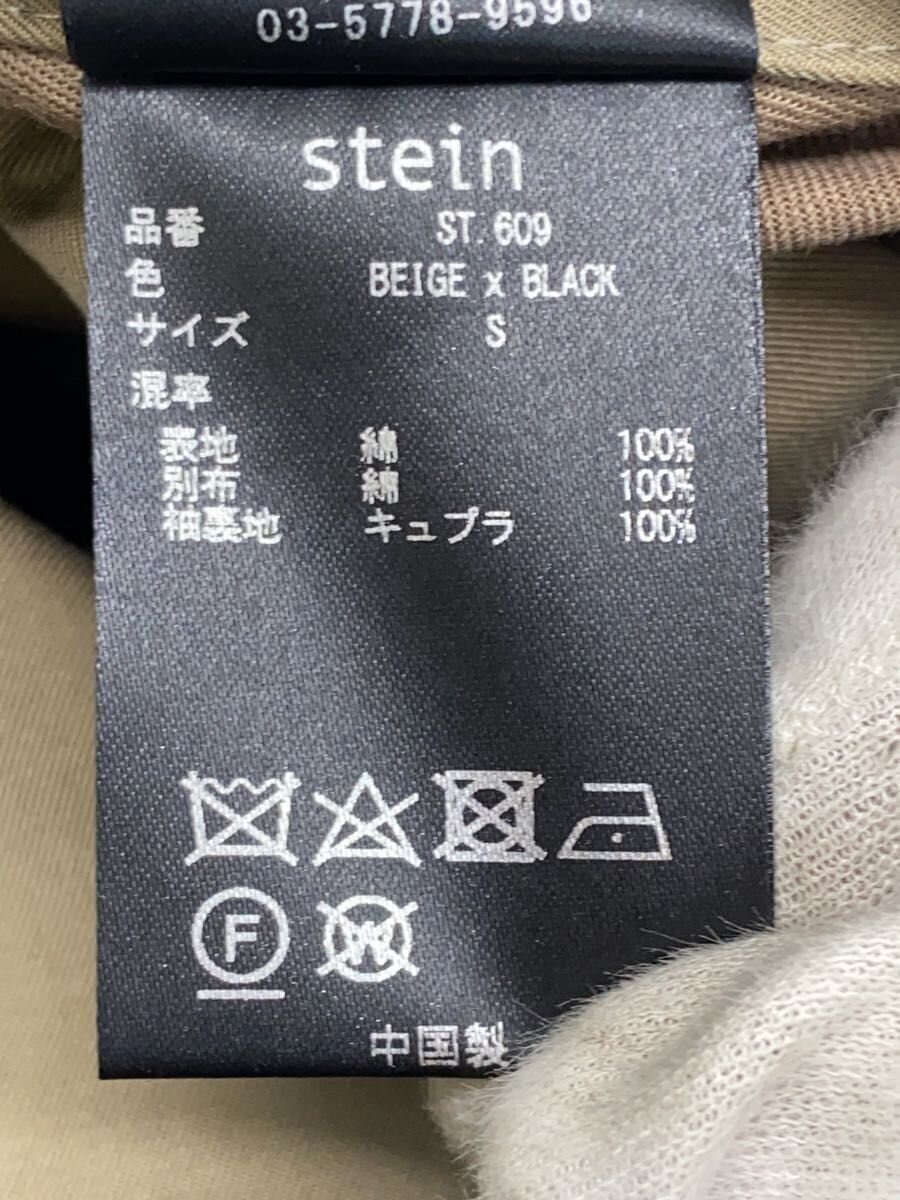 03-5778-9596
stein
品番 ST.609
色 BEIGE x BLACK
サイズ S
混率
表地 綿 100%
別布 綿 100%
袖裏地 キュプラ 100%
F W
中国製